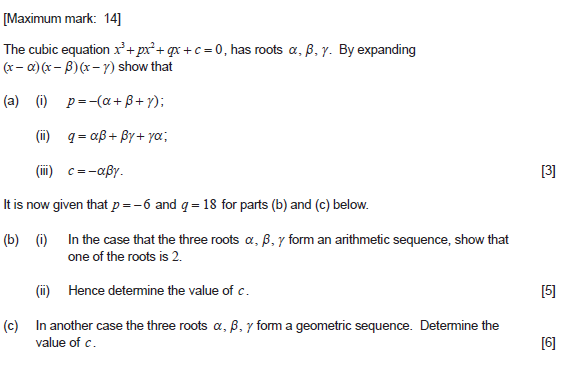 [Maximum mark: 14]
The cubic equation x³ + px² + qx + c = 0, has roots α, β, γ. By expanding
(x − α)(x − β)(x − γ) show that
(a) (i) p = −(α + β + γ);
(ii) q = αβ + βγ + γα;
(iii) c = −αβγ. [3]
It is now given that p = −6 and q = 18 for parts (b) and (c) below.
(b) (i) In the case that the three roots α, β, γ form an arithmetic sequence, show that
one of the roots is 2.
(ii) Hence determine the value of c. [5]
(c) In another case the three roots α, β, γ form a geometric sequence. Determine the
value of c. [6]